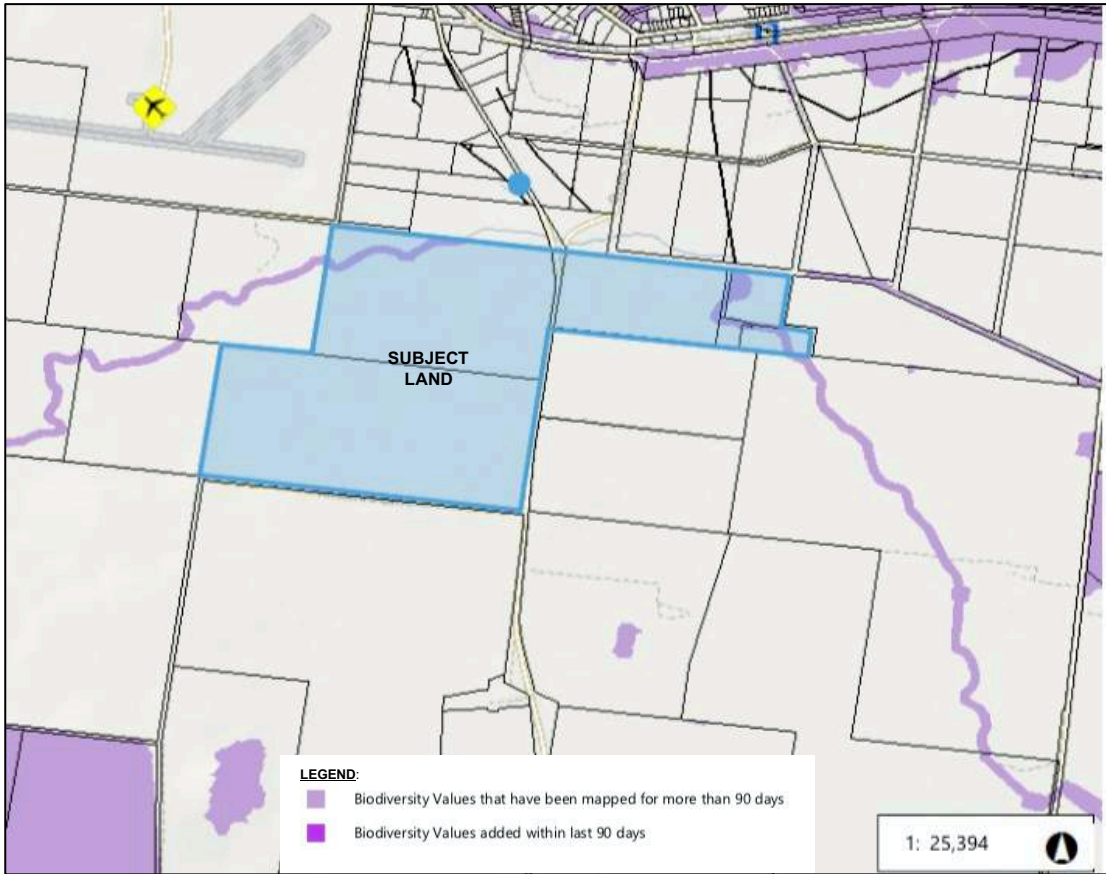 SUBJECT
LAND
LEGEND:
Biodiversity Values that have been mapped for more than 90 days
Biodiversity Values added within last 90 days
1: 25,394